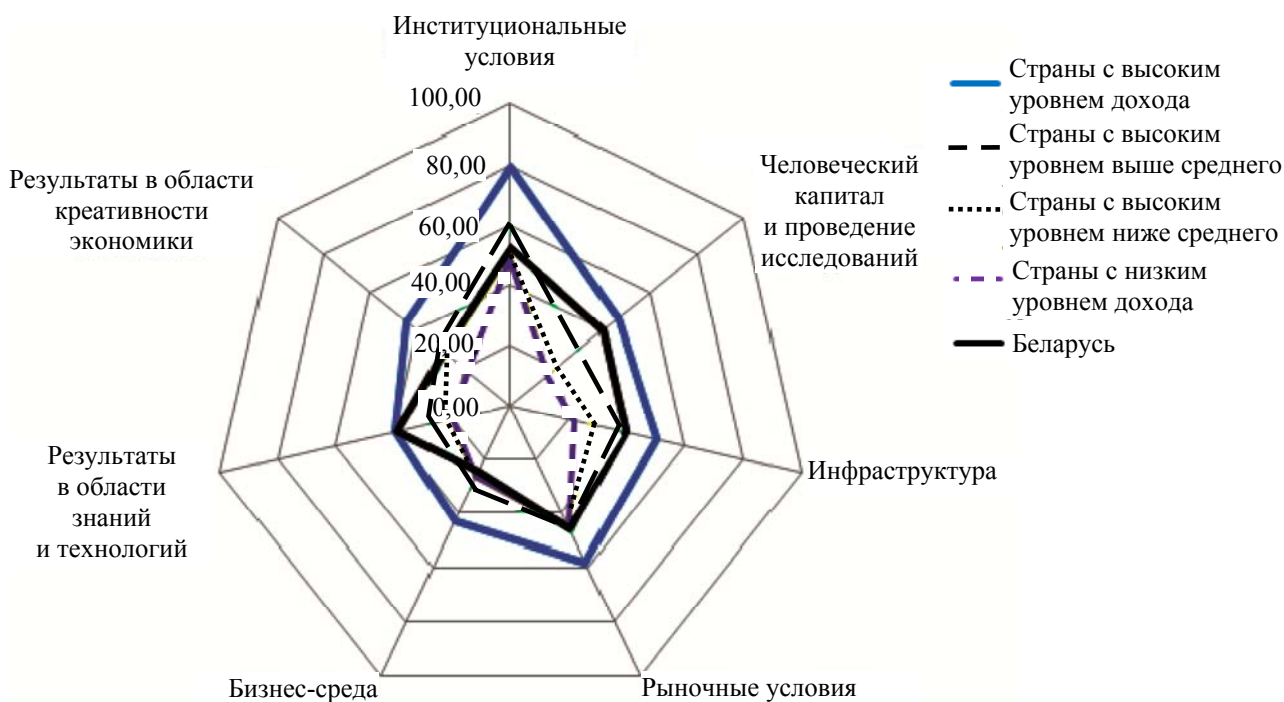 Институциональные
условия
100,00
80,00
60,00
40,00
20,00
0,00
Человеческий
капитал
и проведение
исследований
Инфраструктура
Рыночные условия
Бизнес-среда
Результаты
в области
знаний
и технологий
Результаты в области
креативности
экономики
Страны с высоким
уровнем дохода
Страны с высоким
уровнем выше среднего
Страны с высоким
уровнем ниже среднего
Страны с низким
уровнем дохода
Беларусь